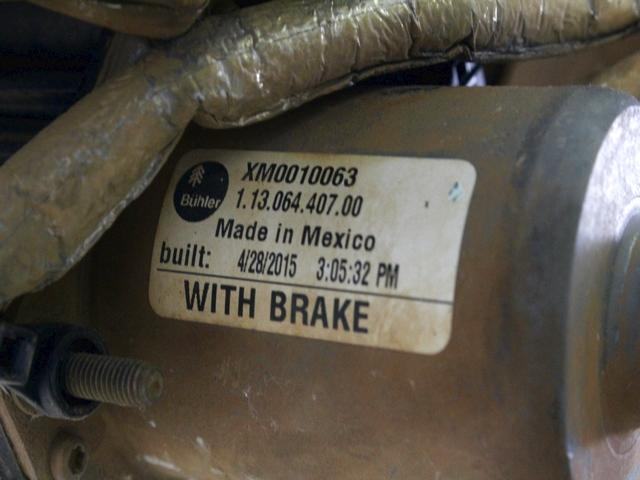 Bühler
XM0010063
1.13.064.407.00
Made in Mexico
built: 4/28/2015 3:05:32 PM
WITH BRAKE